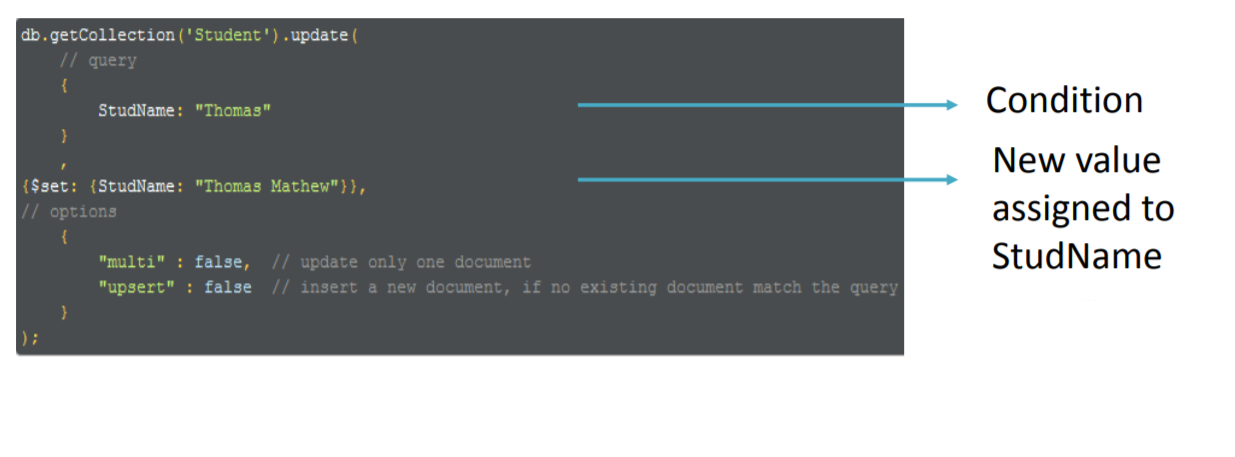 db.getCollection('Student').update(
// query
{
StudName: "Thomas"
}
,
{$set: {StudName: "Thomas Mathew"}},
// options
{
"multi" : false,  // update only one document
"upsert" : false  // insert a new document, if no existing document match the query
}
);
Condition
New value
assigned to
StudName